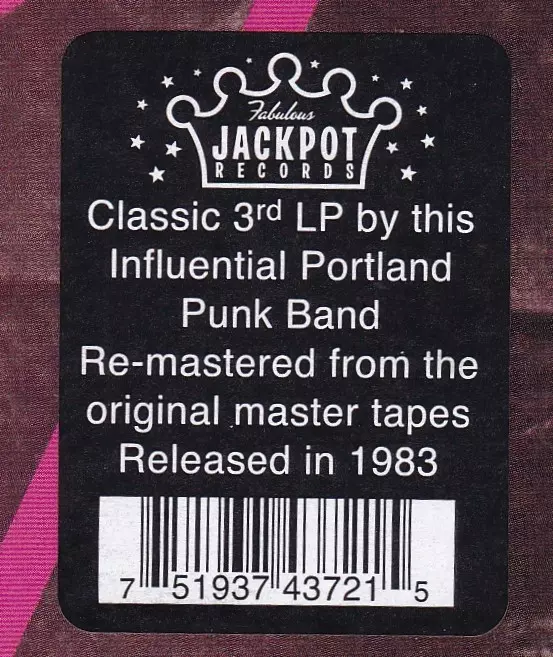 Fabulous
JACKPOT
RECORDS
Classic 3rd LP by this
Influential Portland
Punk Band
Re-mastered from the
original master tapes
Released in 1983
7 51937 43721 5